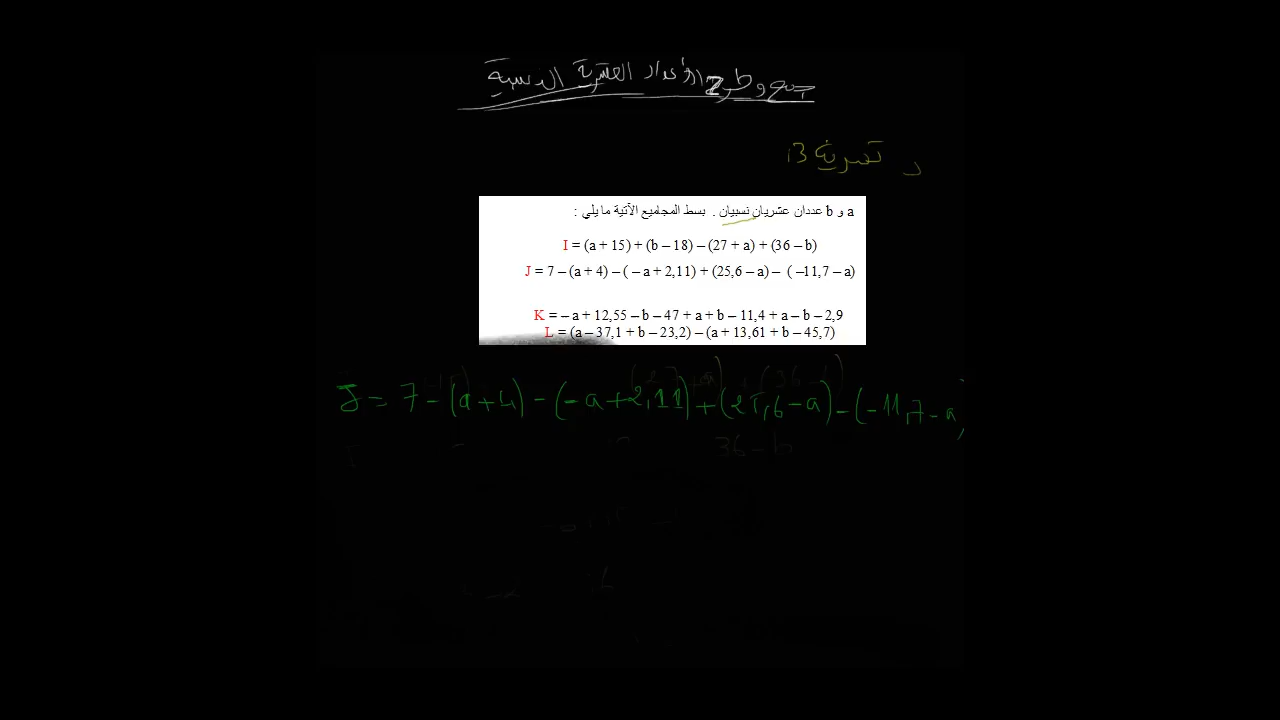 جمع وطرح الأعداد العشرية النسبية
تمرين 13
a و b عددان عشريان نسبيان . بسط المجاميع الآتية ما يلي :
I = (a + 15) + (b – 18) – (27 + a) + (36 – b)
J = 7 – (a + 4) – ( – a + 2,11) + (25,6 – a) – ( –11,7 – a)
K = – a + 12,55 – b – 47 + a + b – 11,4 + a – b – 2,9
L = (a – 37,1 + b – 23,2) – (a + 13,61 + b – 45,7)
J = 7 - (a + 4) - (- a + 2,11) + (25,6 - a) - (- 11,7 - a)
36 - b